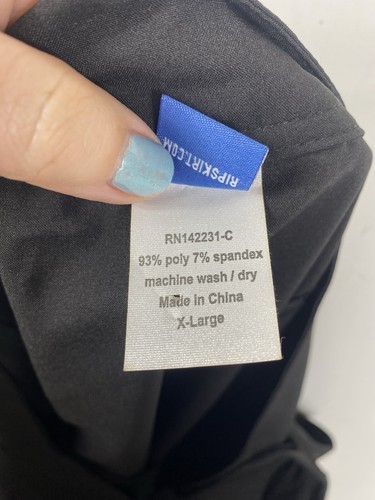 RIPSKIRT.COM
RN142231-C
93% poly 7% spandex
machine wash / dry
Made in China
X-Large